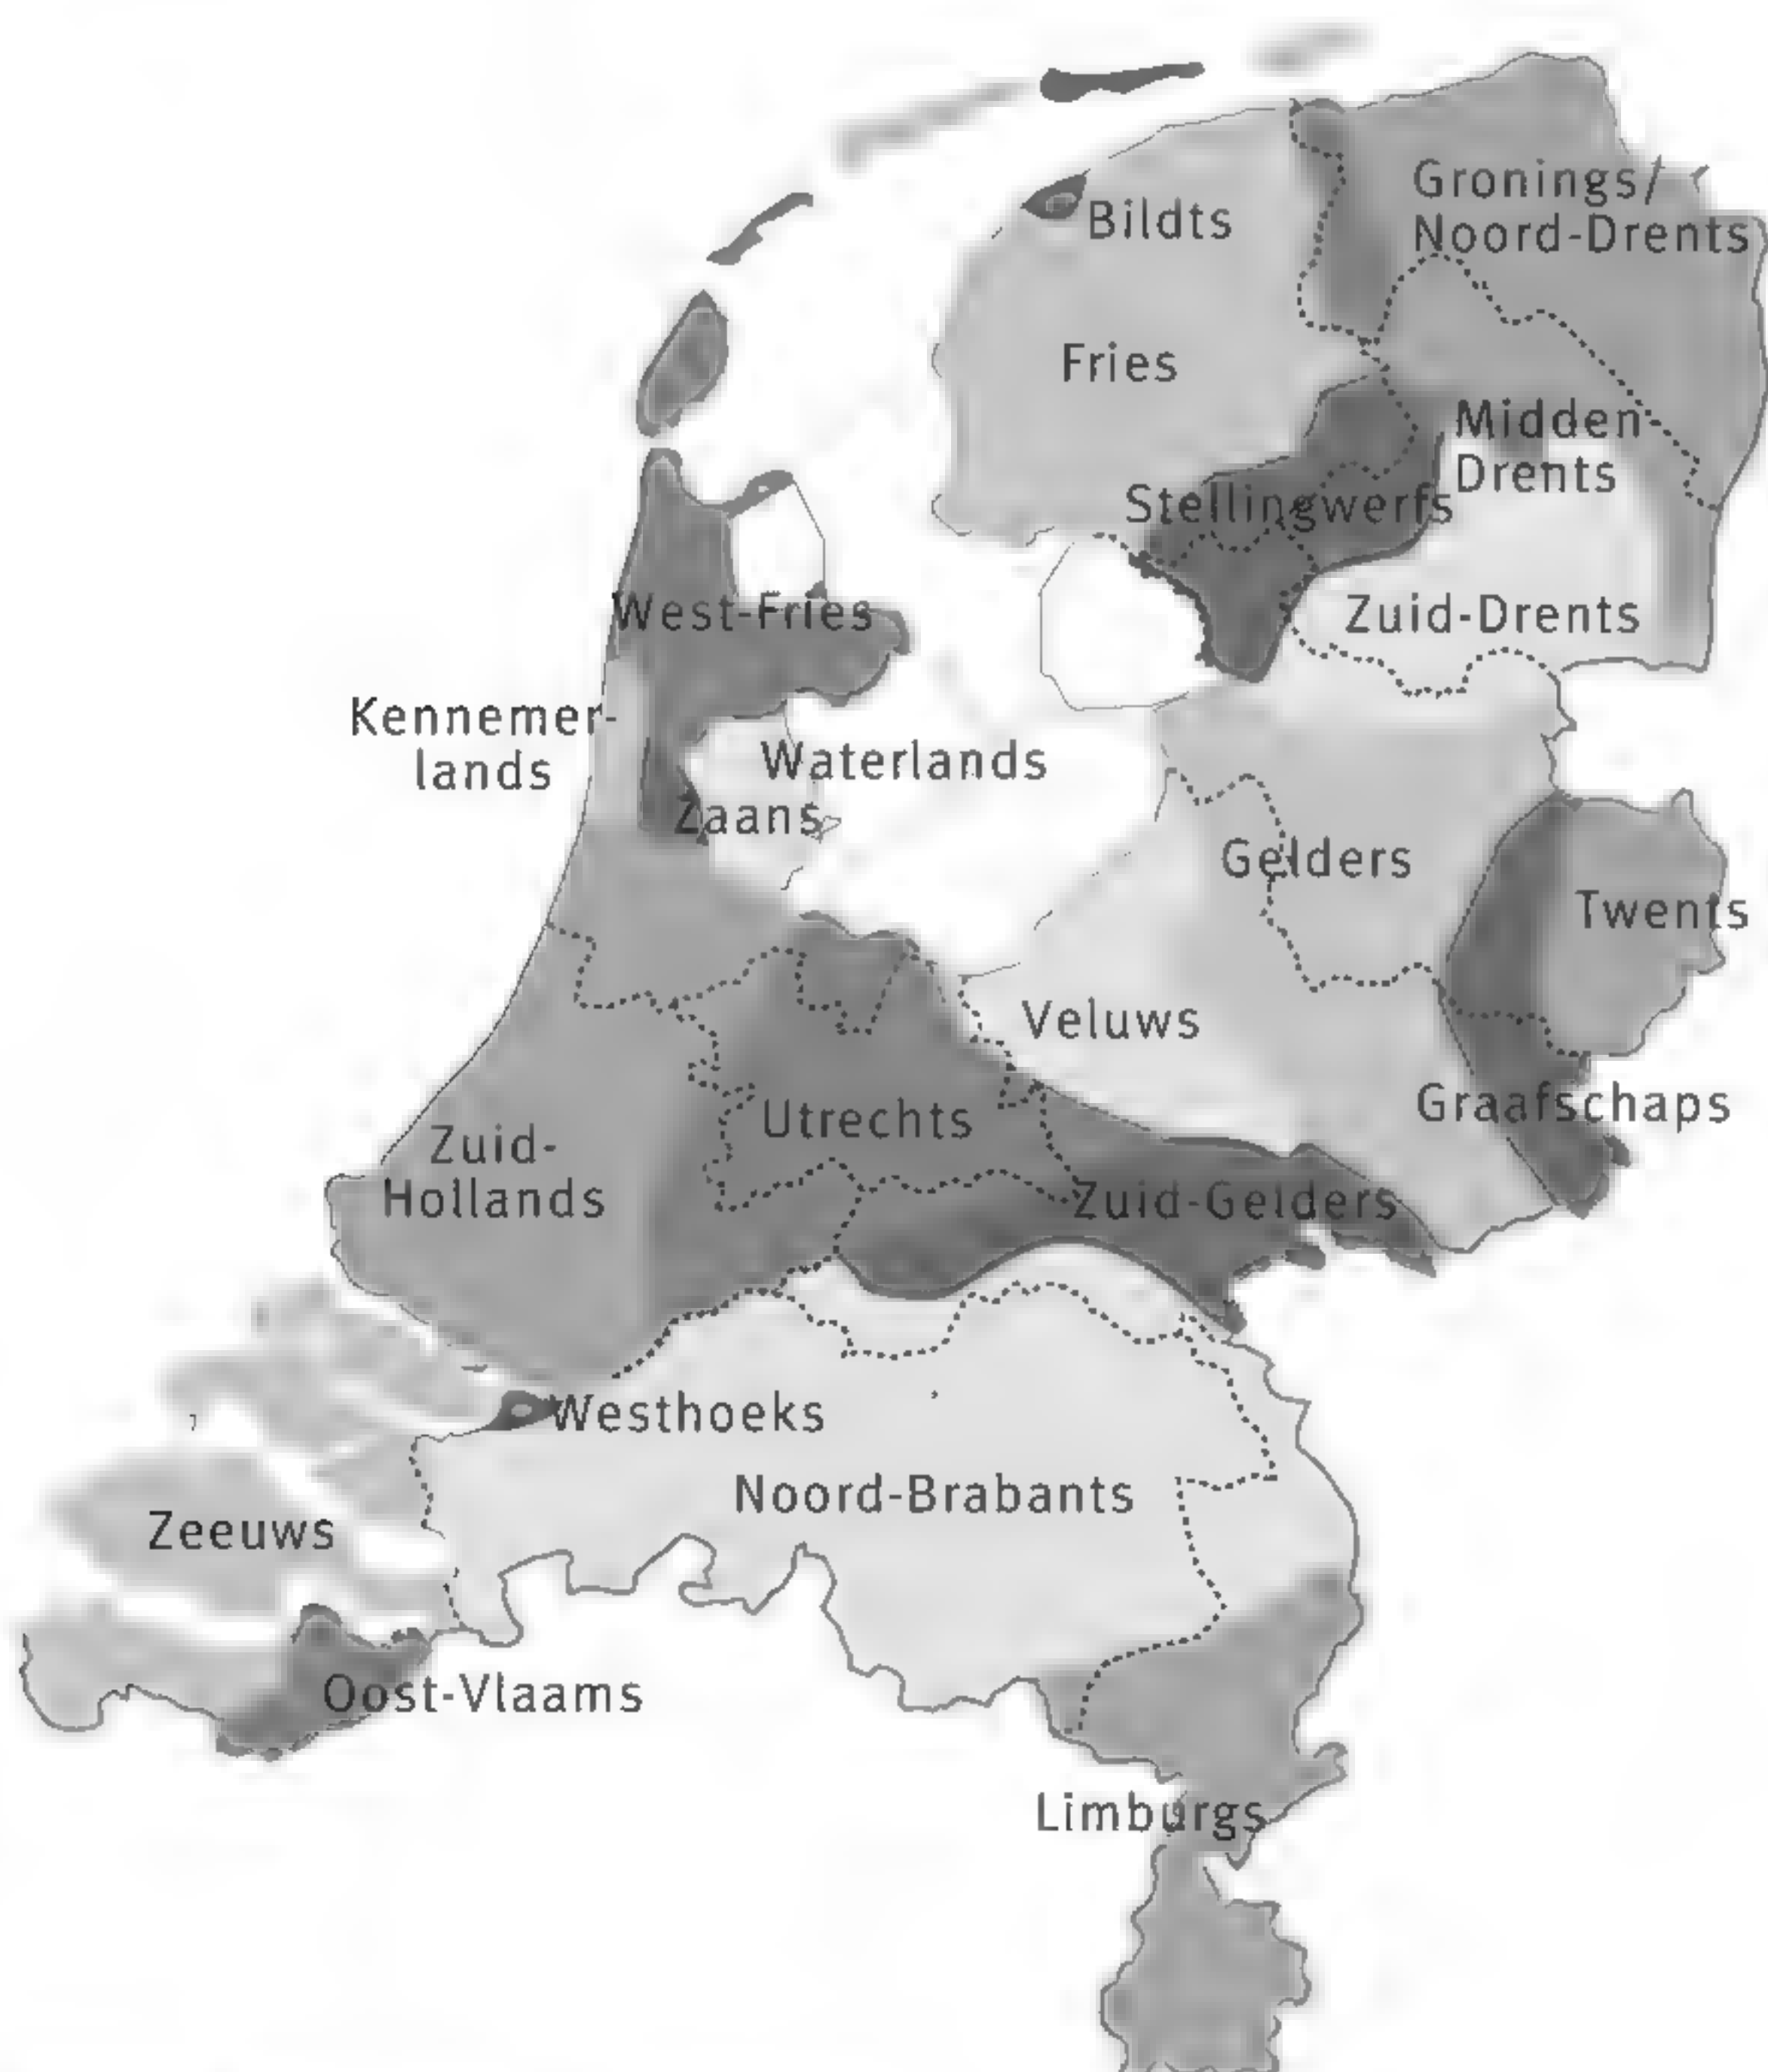 Gronings/
Noord-Drents
Bildts
Fries
Midden
Drents
Stellingwerfs
West-Fries
Zuid-Drents
Kennemer-
lands
Waterlands
Zaans
Gelders
Twents
Veluws
Graafschaps
Utrechts
Zuid-
Hollands
Zuid-Gelders
Westhoeks
Noord-Brabants
Zeeuws
Oost-Vlaams
Limburgs